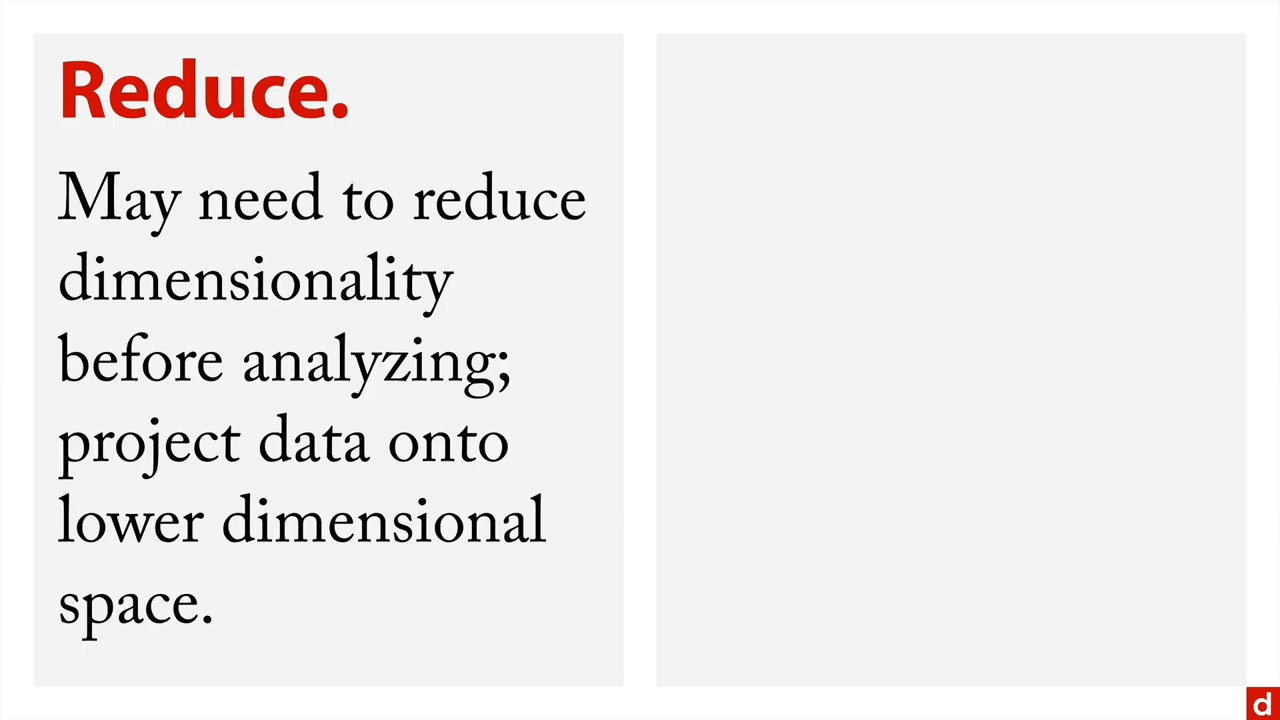 Reduce.
May need to reduce
dimensionality
before analyzing;
project data onto
lower dimensional
space.
d